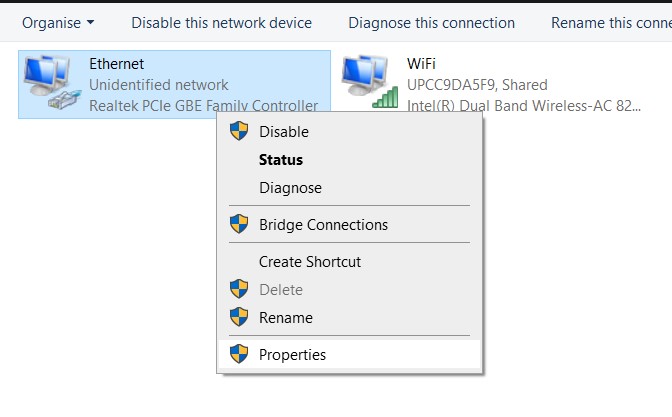 Organise Disable this network device Diagnose this connection Rename this conne
Ethernet
Unidentified network
Realtek PCIe GBE Family Controller
WiFi
UPCC9DA5F9, Shared
Intel(R) Dual Band Wireless-AC 82...
Disable
Status
Diagnose
Bridge Connections
Create Shortcut
Delete
Rename
Properties